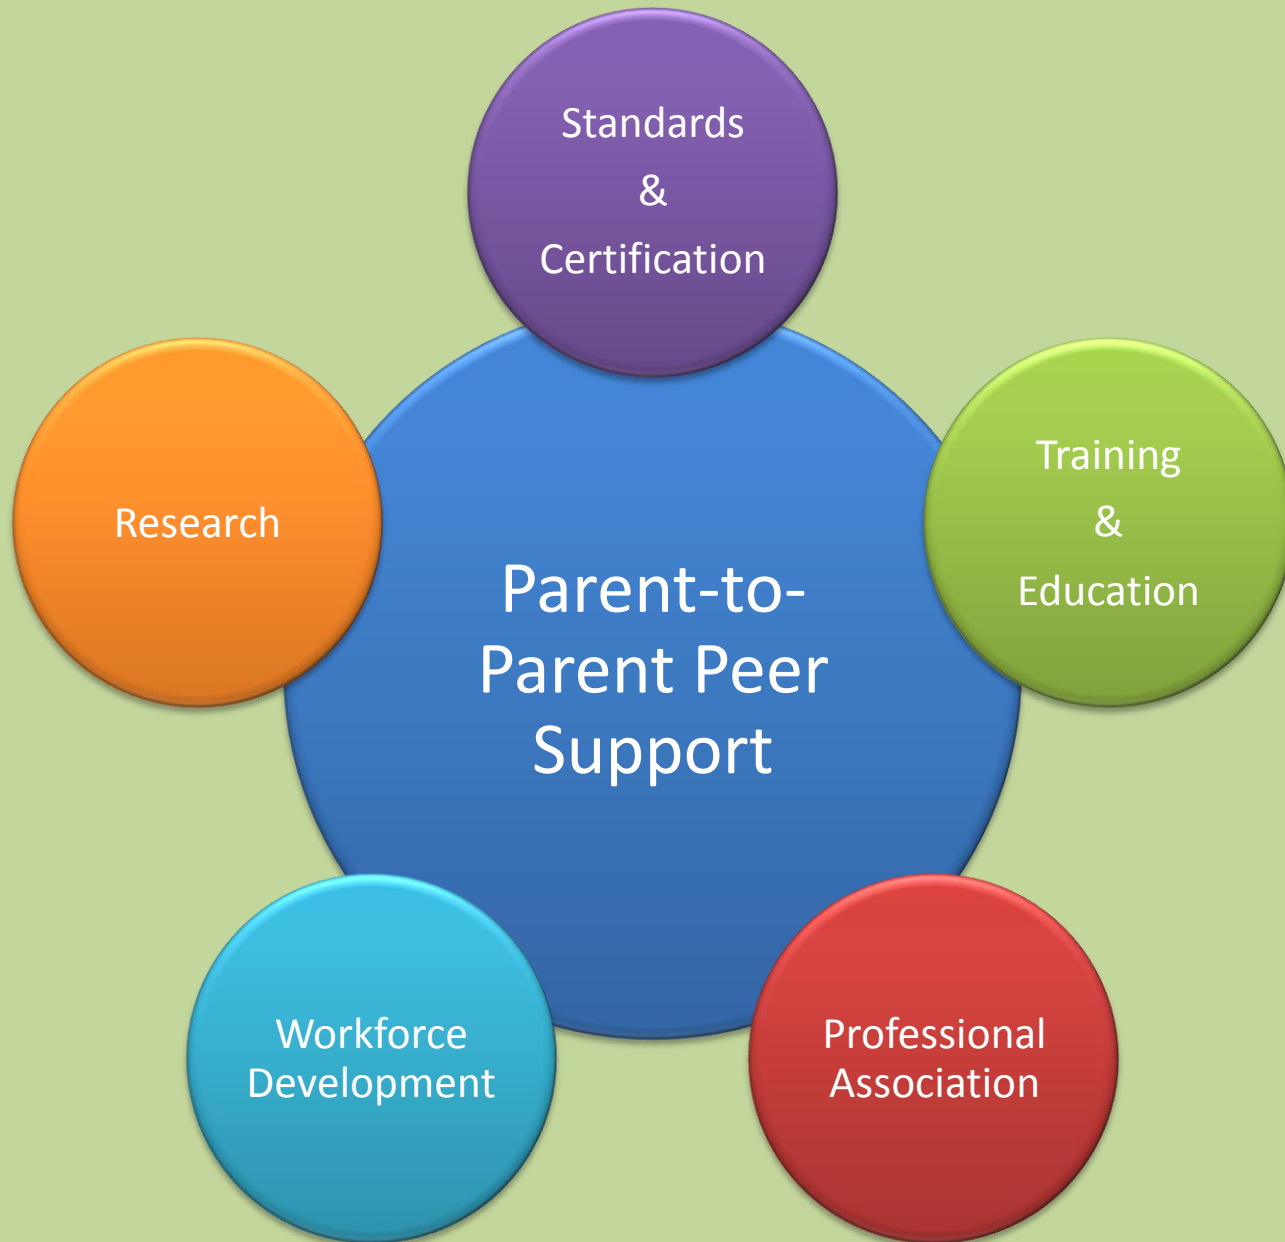 Standards
&
Certification
Training
&
Education
Research
Parent-to-
Parent Peer
Support
Workforce
Development
Professional
Association